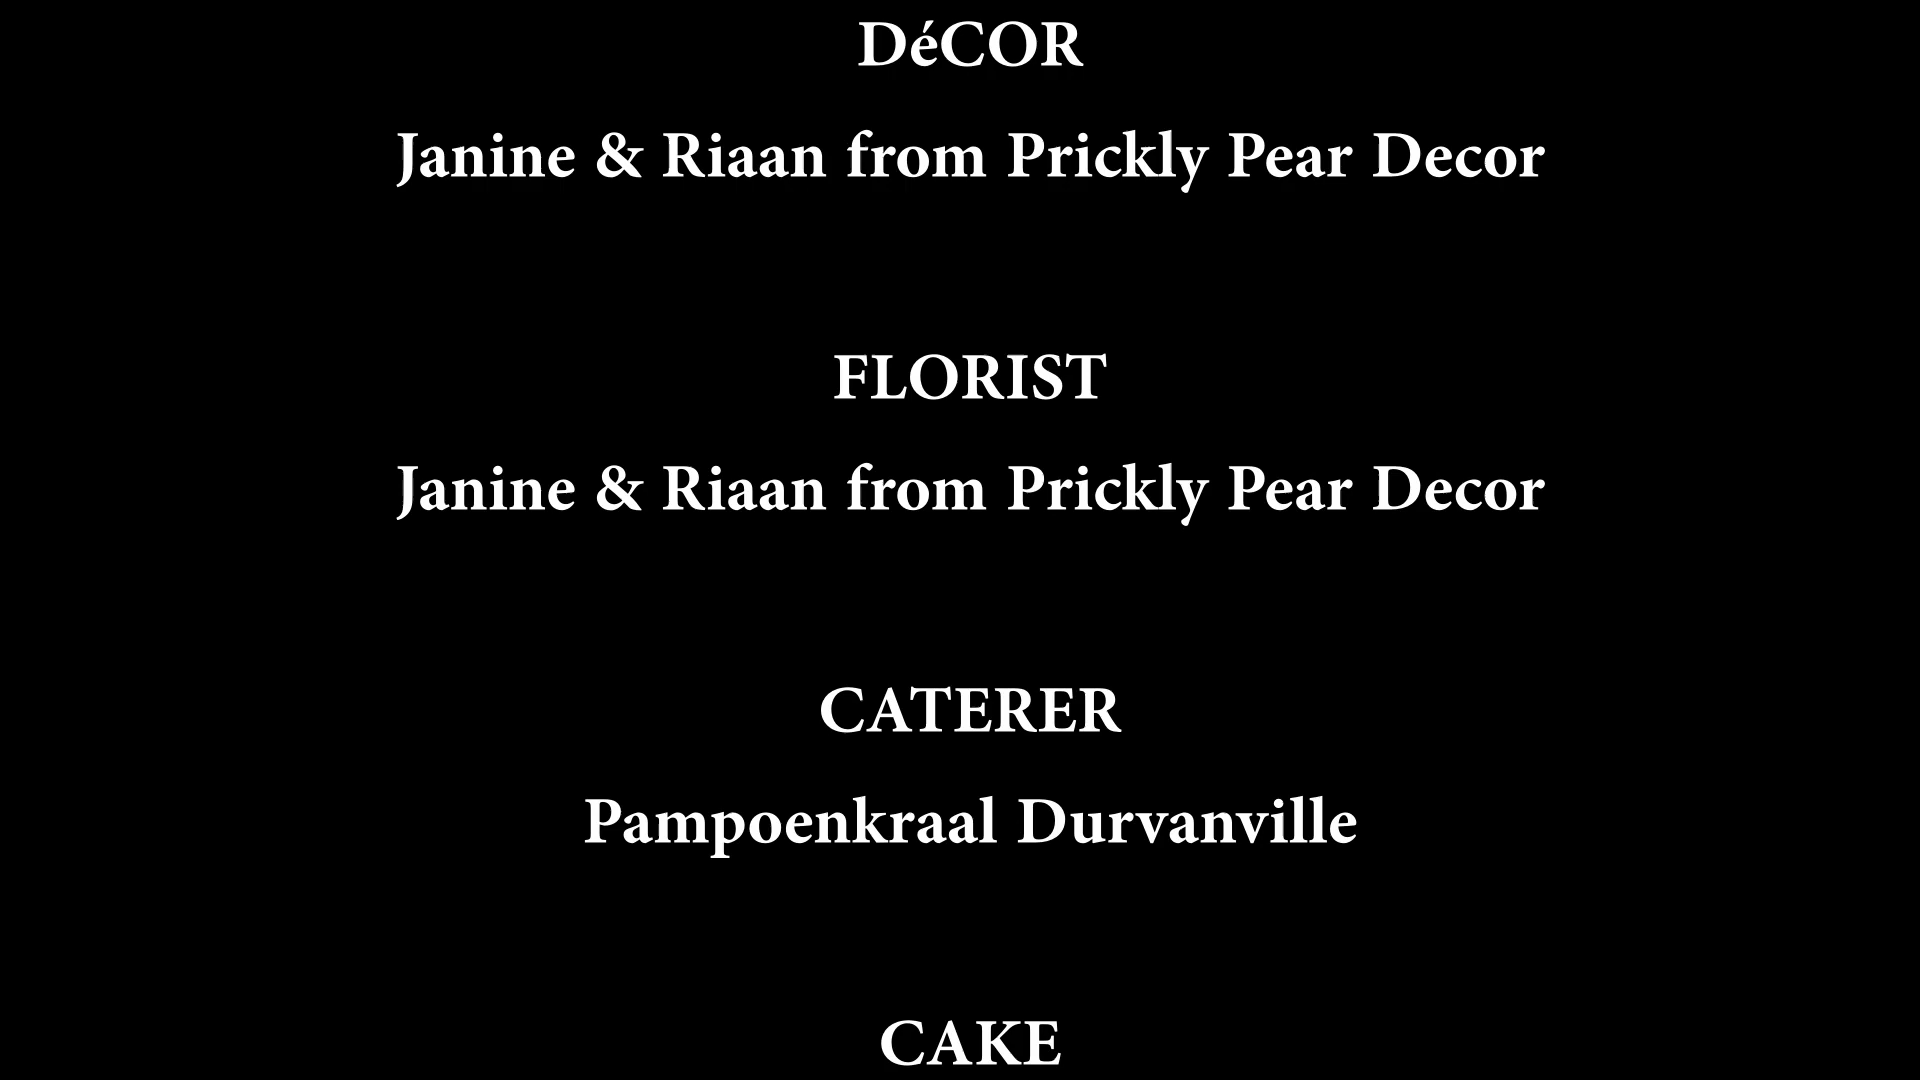 DéCOR
Janine & Riaan from Prickly Pear Decor
FLORIST
Janine & Riaan from Prickly Pear Decor
CATERER
Pampoenkraal Durvanville
CAKE